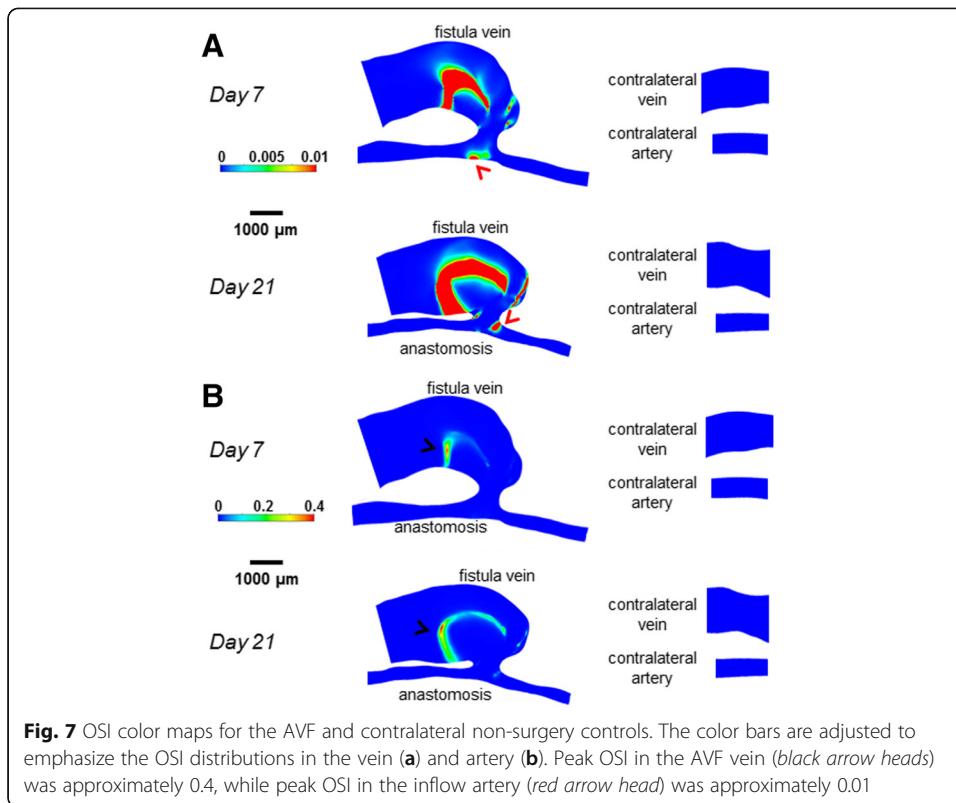 A
fistula vein
Day 7
contralateral
vein
contralateral
artery
0 0.005 0.01
1000 µm
fistula vein
Day 21
contralateral
vein
contralateral
artery
anastomosis
B
fistula vein
Day 7
contralateral
vein
contralateral
artery
0 0.2 0.4
anastomosis
1000 µm
fistula vein
Day 21
contralateral
vein
contralateral
artery
anastomosis
Fig. 7 OSI color maps for the AVF and contralateral non-surgery controls. The color bars are adjusted to
emphasize the OSI distributions in the vein (a) and artery (b). Peak OSI in the AVF vein (black arrow heads)
was approximately 0.4, while peak OSI in the inflow artery (red arrow head) was approximately 0.01